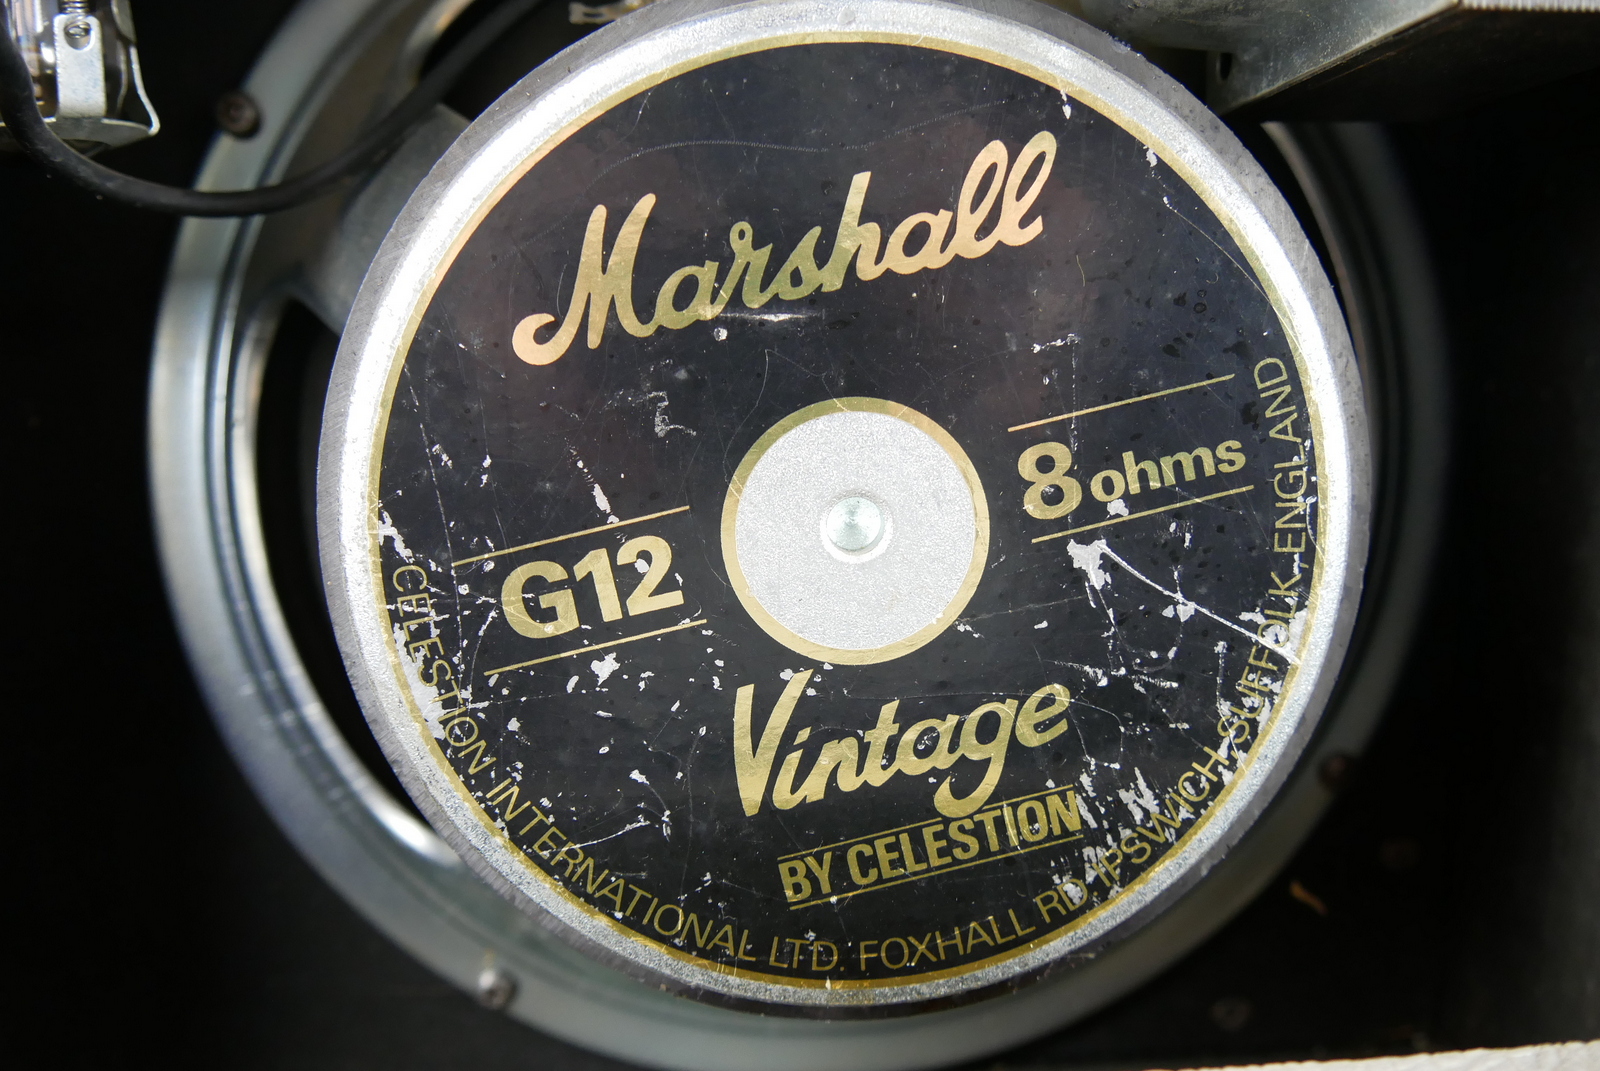 Marshall
G12
8 ohms
Vintage
BY CELESTION
CELESTION INTERNATIONAL LTD. FOXHALL RD. IPSWICH, SUFFOLK, ENGLAND